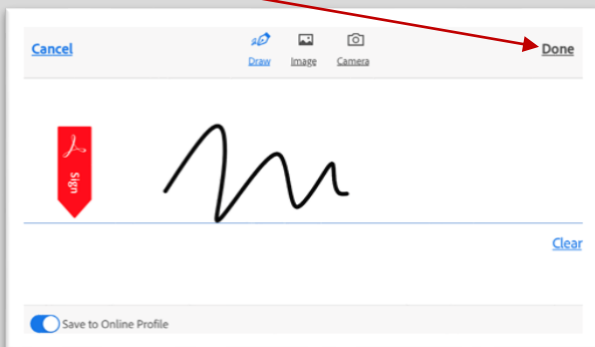 Cancel
Draw Image Camera
Done
Sign
Clear
Save to Online Profile